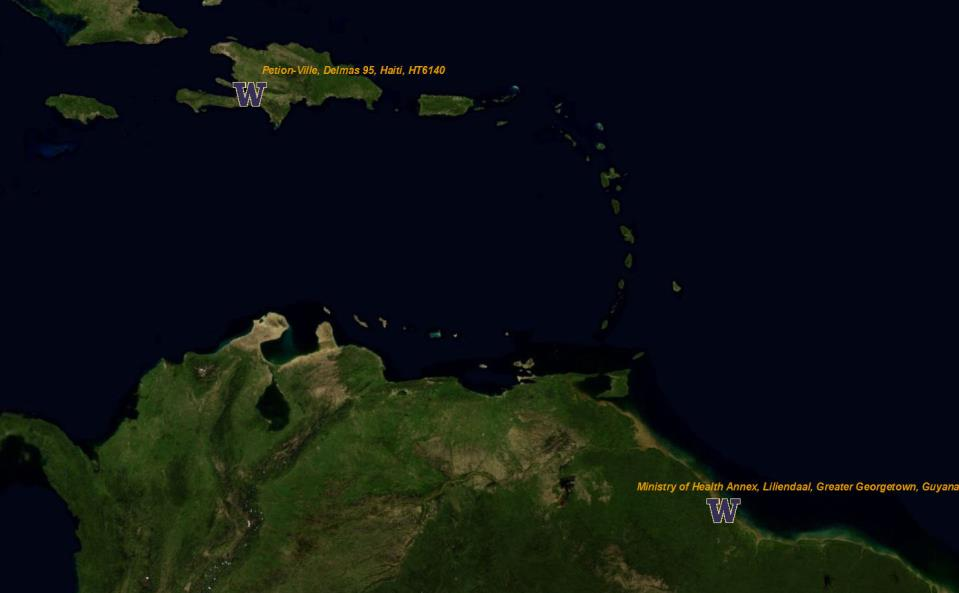 Petion-Ville, Delmas 95, Haiti, HT6140
W
Ministry of Health Annex, Liliendaal, Greater Georgetown, Guyana
W